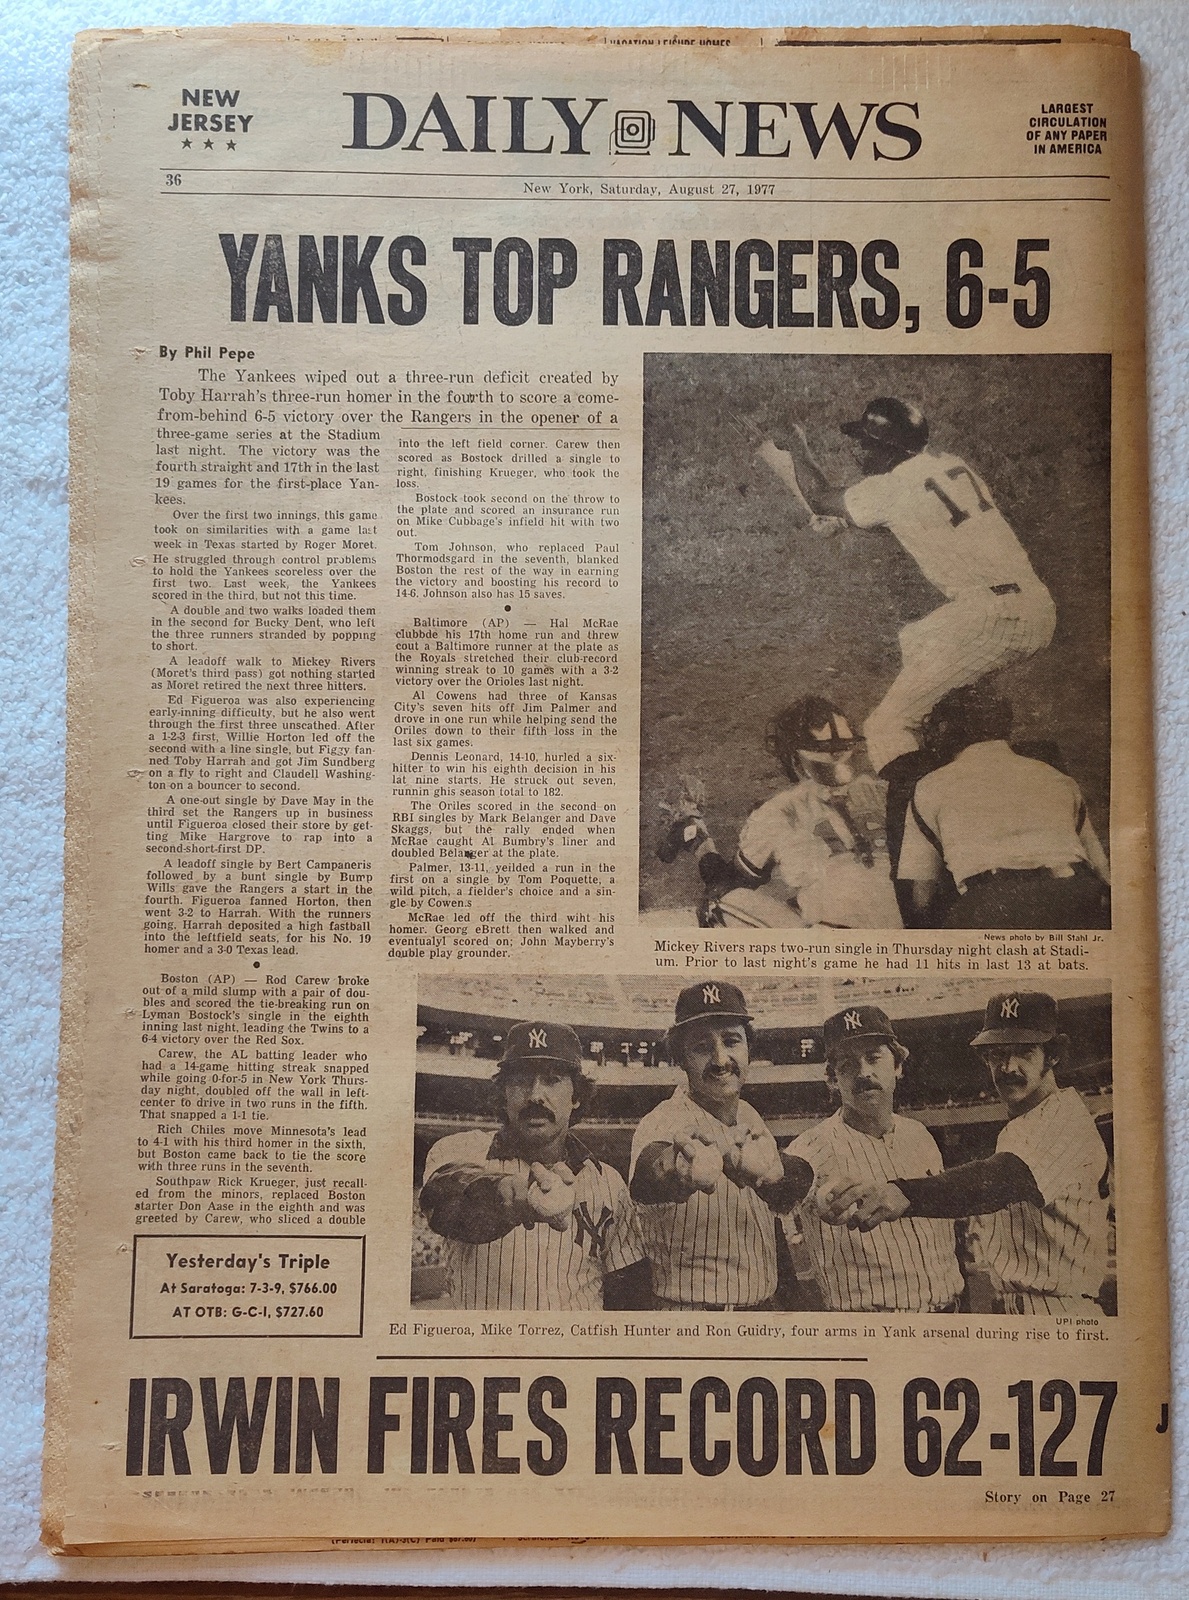 VACATION LEISURE HOMES
NEW
JERSEY
★ ★ ★
DAILY NEWS
LARGEST
CIRCULATION
OF ANY PAPER
IN AMERICA
36
New York, Saturday, August 27, 1977
YANKS TOP RANGERS, 6-5
By Phil Pepe
The Yankees wiped out a three-run deficit created by
Toby Harrah's three-run homer in the fourth to score a come-
from-behind 6-5 victory over the Rangers in the opener of a
three-game series at the Stadium
last night. The victory was the
fourth straight and 17th in the last
19 games for the first-place Yan-
kees.
Over the first two innings, this game
took on similarities with a game last
week in Texas started by Roger Moret.
He struggled through control problems
to hold the Yankees scoreless over the
first two. Last week, the Yankees
scored in the third, but not this time.
A double and two walks loaded them
in the second for Bucky Dent, who left
the three runners stranded by popping
to short.
A leadoff walk to Mickey Rivers
(Moret's third pass) got nothing started
as Moret retired the next three hitters.
Ed Figueroa was also experiencing
early-inning difficulty, but he also went
through the first three unscathed. After
a 1-2-3 first, Willie Horton led off the
second with a line single, but Figgy fan-
ned Toby Harrah and got Jim Sundberg
on a fly to right and Claudell Washing-
ton on a bouncer to second.
A one-out single by Dave May in the
third set the Rangers up in business
until Figueroa closed their store by get-
ting Mike Hargrove to rap into a
second-short-first DP.
A leadoff single by Bert Campaneris
followed by a bunt single by Bump
Wills gave the Rangers a start in the
fourth. Figueroa fanned Horton, then
went 3-2 to Harrah. With the runners
going, Harrah deposited a high fastball
into the leftfield seats, for his No. 19
homer and a 3-0 Texas lead.
●
Boston (AP) — Rod Carew broke
out of a mild slump with a pair of dou-
bles and scored the tie-breaking run on
Lyman Bostock's single in the eighth
inning last night, leading the Twins to a
6-4 victory over the Red Sox.
Carew, the AL batting leader who
had a 14-game hitting streak snapped
while going 0-for-5 in New York Thurs-
day night, doubled off the wall in left-
center to drive in two runs in the fifth.
That snapped a 1-1 tie.
Rich Chiles move Minnesota's lead
to 4-1 with his third homer in the sixth,
but Boston came back to tie the score
with three runs in the seventh.
Southpaw Rick Krueger, just recall-
ed from the minors, replaced Boston
starter Don Aase in the eighth and was
greeted by Carew, who sliced a double
into the left field corner. Carew then
scored as Bostock drilled a single to
right, finishing Krueger, who took the
loss.
Bostock took second on the throw to
the plate and scored an insurance run
on Mike Cubbage's infield hit with two
out.
Tom Johnson, who replaced Paul
Thormodsgard in the seventh, blanked
Boston the rest of the way in earning
the victory and boosting his record to
14-6. Johnson also has 15 saves.
●
Baltimore (AP) — Hal McRae
clubbde his 17th home run and threw
cout a Baltimore runner at the plate as
the Royals stretched their club-record
winning streak to 10 games with a 3-2
victory over the Orioles last night.
Al Cowens had three of Kansas
City's seven hits off Jim Palmer and
drove in one run while helping send the
Oriles down to their fifth loss in the
last six games.
Dennis Leonard, 14-10, hurled a six-
hitter to win his eighth decision in his
lat nine starts. He struck out seven,
runnin ghis season total to 182.
The Oriles scored in the second on
RBI singles by Mark Belanger and Dave
Skaggs, but the rally ended when
McRae caught Al Bumbry's liner and
doubled Belanger at the plate.
Palmer, 13-11, yeilded a run in the
first on a single by Tom Poquette, a
wild pitch, a fielder's choice and a sin-
gle by Cowen.s
McRae led off the third wiht his
homer. Georg eBrett then walked and
eventualyl scored on; John Mayberry's
double play grounder.
17
News photo by Bill Stahl Jr.
Mickey Rivers raps two-run single in Thursday night clash at Stadi-
um. Prior to last night's game he had 11 hits in last 13 at bats.
NY NY NY NY
NY
UPI photo
Ed Figueroa, Mike Torrez, Catfish Hunter and Ron Guidry, four arms in Yank arsenal during rise to first.
Yesterday's Triple
At Saratoga: 7-3-9, $766.00
AT OTB: G-C-I, $727.60
IRWIN FIRES RECORD 62-127
Story on Page 27
J